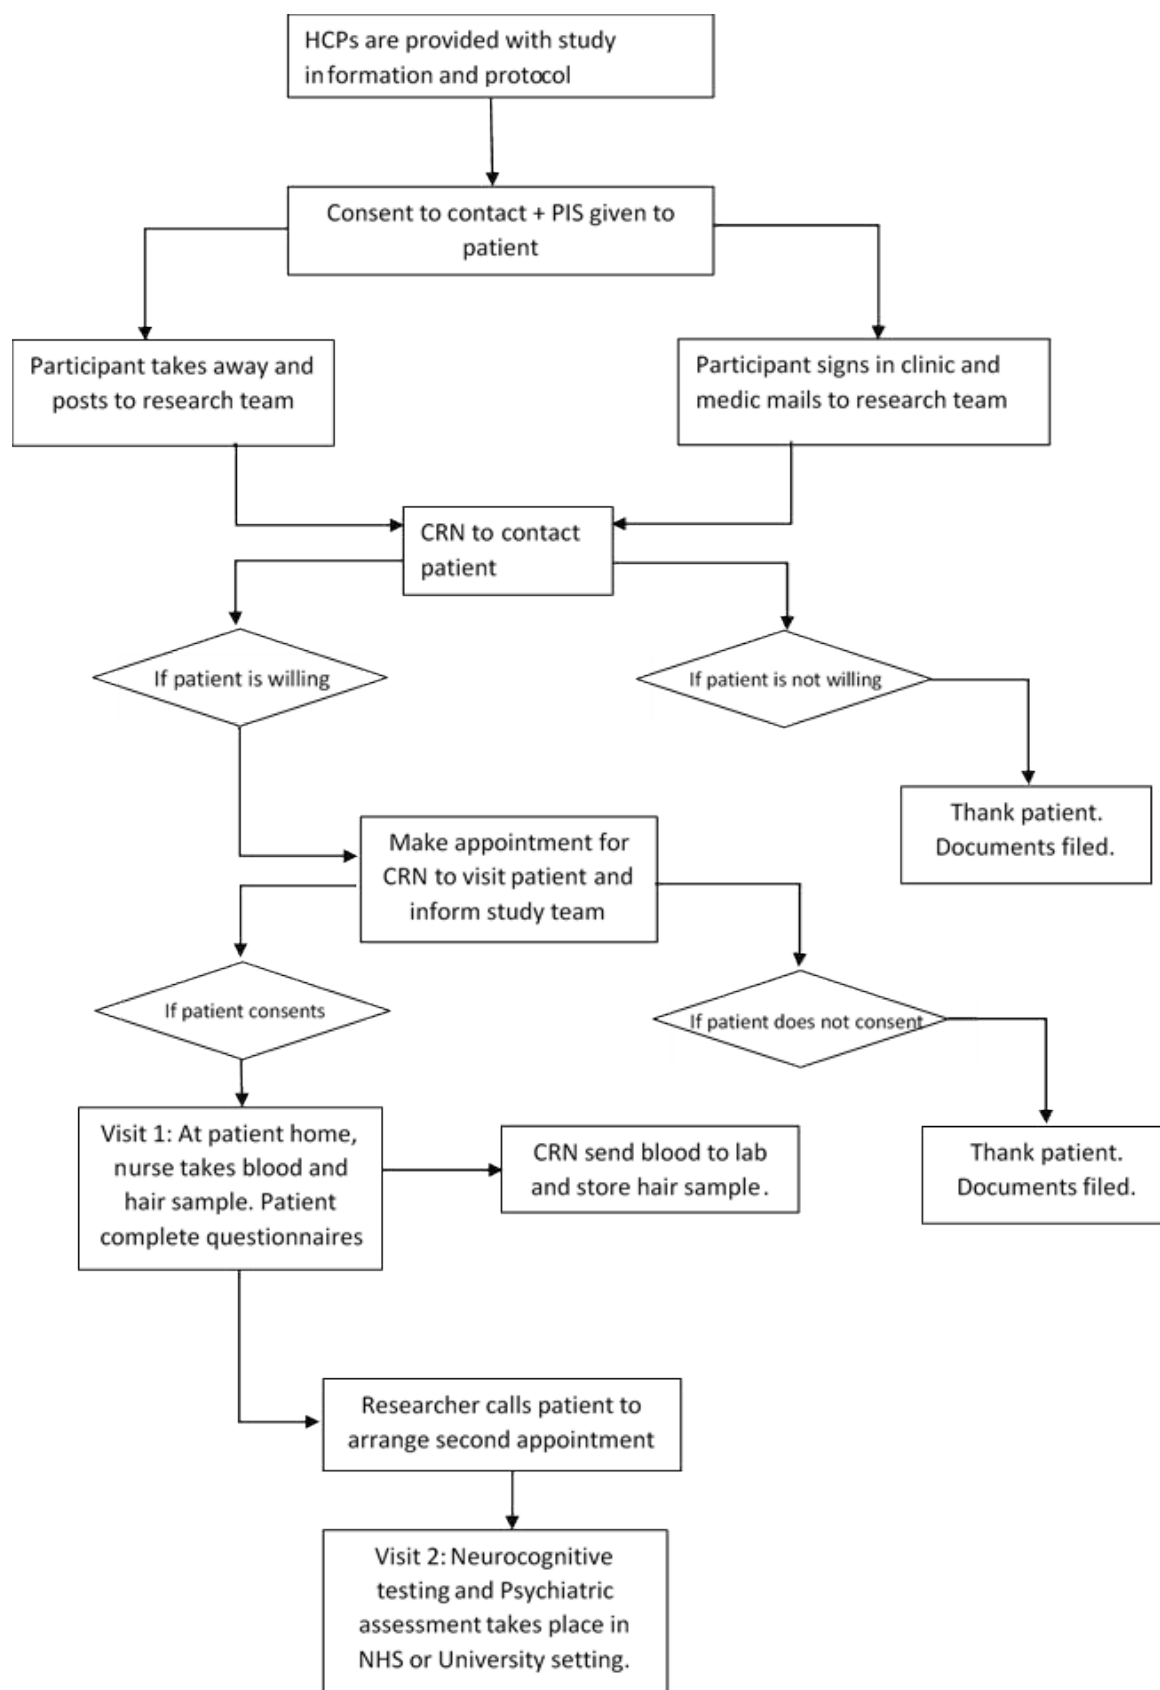 HCPs are provided with study
information and protocol
Consent to contact + PIS given to
patient
Participant takes away and
posts to research team
Participant signs in clinic and
medic mails to research team
CRN to contact
patient
If patient is willing
If patient is not willing
Thank patient.
Documents filed.
Make appointment for
CRN to visit patient and
inform study team
If patient consents
If patient does not consent
Visit 1: At patient home,
nurse takes blood and
hair sample. Patient
complete questionnaires
CRN send blood to lab
and store hair sample.
Thank patient.
Documents filed.
Researcher calls patient to
arrange second appointment
Visit 2: Neurocognitive
testing and Psychiatric
assessment takes place in
NHS or University setting.